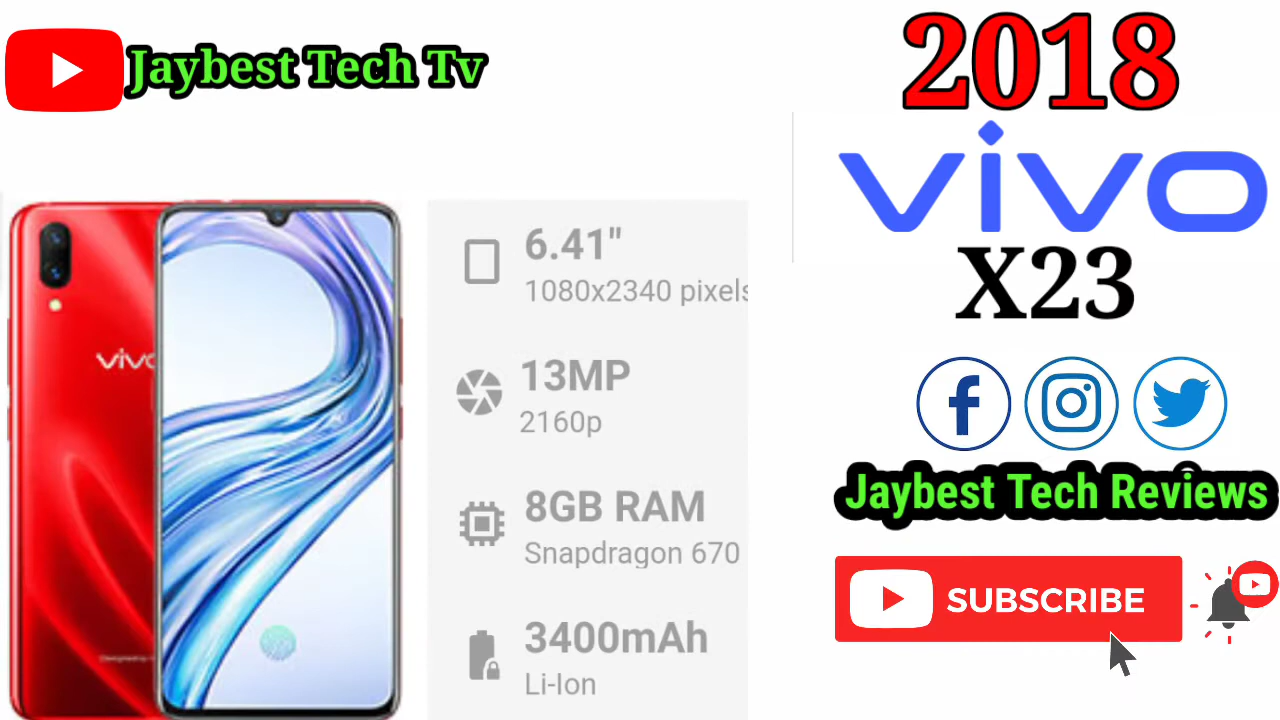 Jaybest Tech Tv
2018
vivo
X23
6.41"
1080x2340 pixels
13MP
2160p
8GB RAM
Snapdragon 670
3400mAh
Li-Ion
vivo
Jaybest Tech Reviews
SUBSCRIBE